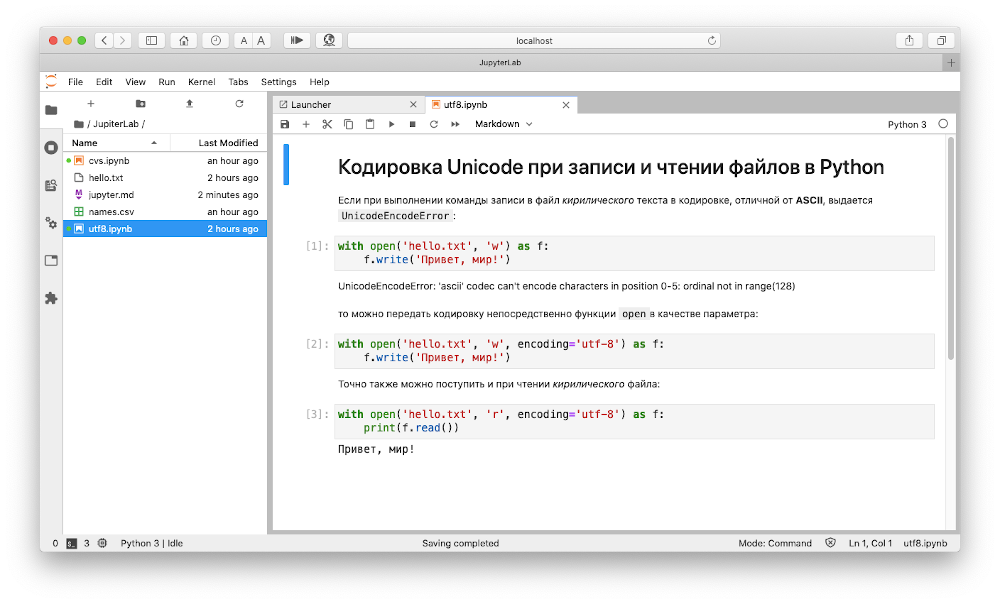 localhost
JupyterLab
File Edit View Run Kernel Tabs Settings Help
Launcher
utf8.ipynb
/ JupiterLab /
Markdown
Python 3
Name Last Modified
cvs.ipynb an hour ago
hello.txt 2 hours ago
jupyter.md 2 minutes ago
names.csv an hour ago
utf8.ipynb 2 hours ago
Кодировка Unicode при записи и чтении файлов в Python
Если при выполнении команды записи в файл кирилического текста в кодировке, отличной от ASCII, выдается
UnicodeEncodeError:
[1]: with open('hello.txt', 'w') as f:
f.write('Привет, мир!')
UnicodeEncodeError: 'ascii' codec can't encode characters in position 0-5: ordinal not in range(128)
то можно передать кодировку непосредственно функции open в качестве параметра:
[2]: with open('hello.txt', 'w', encoding='utf-8') as f:
f.write('Привет, мир!')
Точно также можно поступить и при чтении кирилического файла:
[3]: with open('hello.txt', 'r', encoding='utf-8') as f:
print(f.read())
Привет, мир!
0 3 Python 3 | Idle Saving completed Mode: Command Ln 1, Col 1 utf8.ipynb